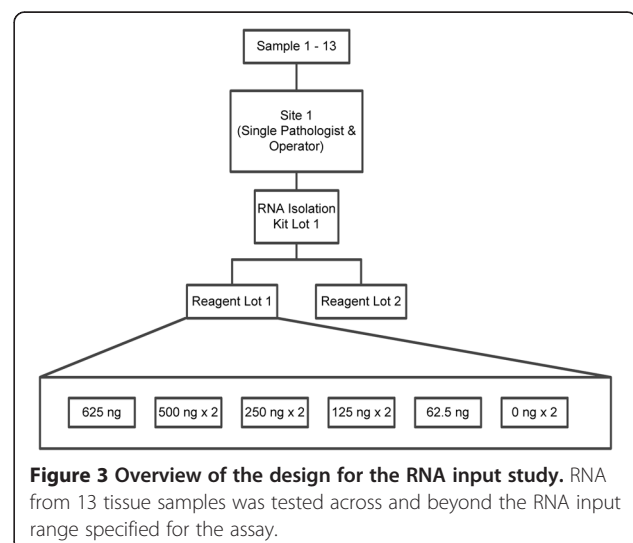 Sample 1 - 13
Site 1
(Single Pathologist &
Operator)
RNA Isolation
Kit Lot 1
Reagent Lot 1
Reagent Lot 2
625 ng
500 ng x 2
250 ng x 2
125 ng x 2
62.5 ng
0 ng x 2
Figure 3 Overview of the design for the RNA input study. RNA
from 13 tissue samples was tested across and beyond the RNA input
range specified for the assay.